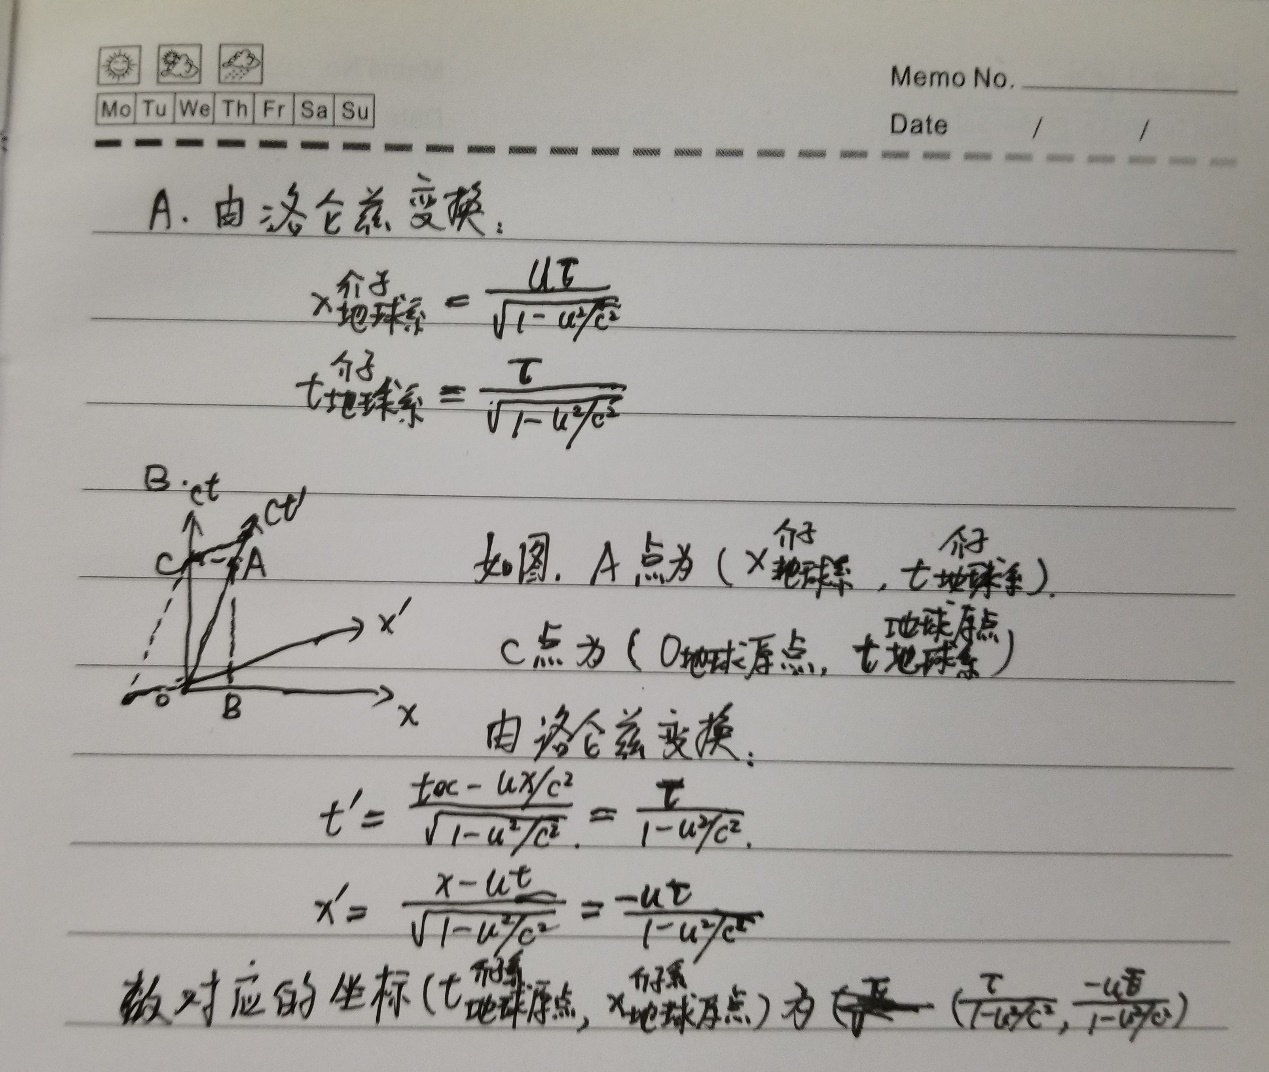 Memo No.
Mo Tu We Th Fr Sa Su
Date / /
A. 由洛仑兹变换:
x介子地球系 = uτ / √(1-u²/c²)
t介子地球系 = τ / √(1-u²/c²)
B.
ct
ct'
C
A
x'
O
B
x
如图. A点为(x介子地球系, t介子地球系).
C点为(O地球原点, t地球原点地球系)
由洛仑兹变换:
t' = (toc - ux/c²) / √(1-u²/c²) = τ / (1-u²/c²).
x' = (x-ut) / √(1-u²/c²) = -uτ / (1-u²/c²)
故对应的坐标(t介子系地球原点, x介子系地球原点)为 (τ/(1-u²/c²), -uτ/(1-u²/c²))